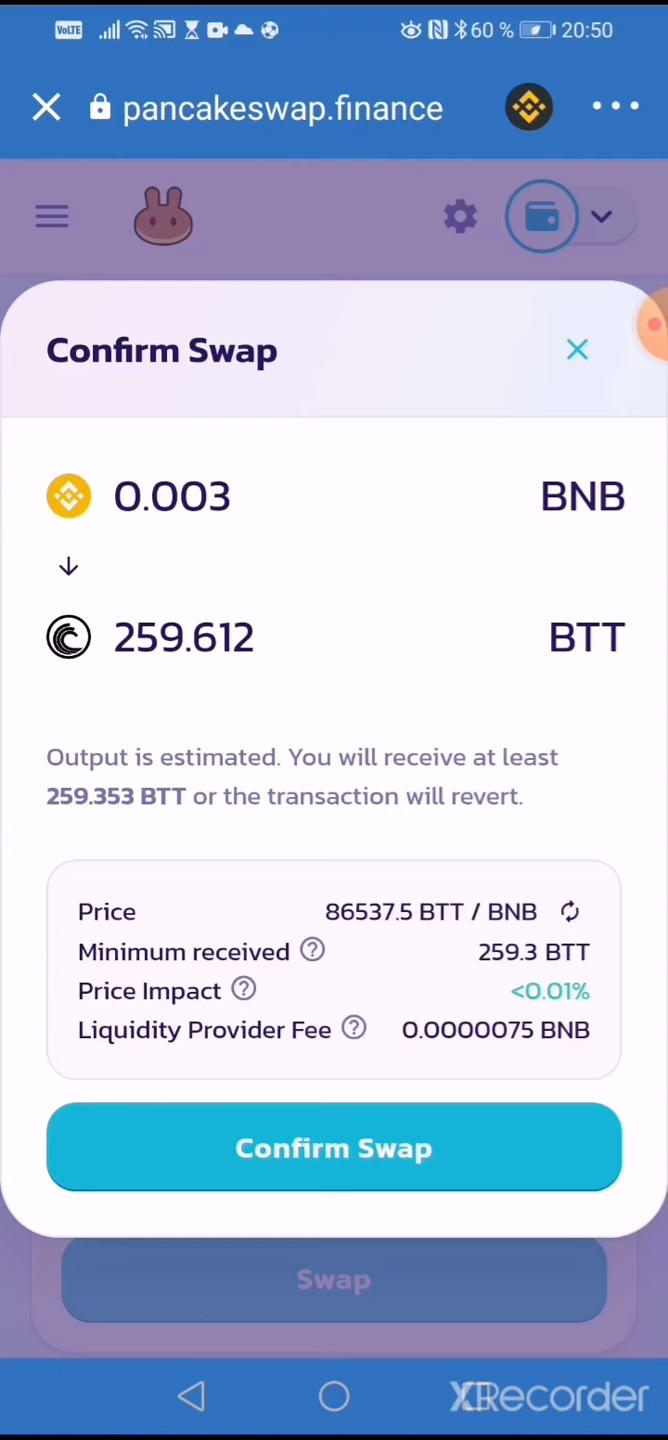 VoLTE 60 % 20:50
pancakeswap.finance
Confirm Swap
0.003 BNB
259.612 BTT
Output is estimated. You will receive at least
259.353 BTT or the transaction will revert.
Price 86537.5 BTT / BNB
Minimum received ? 259.3 BTT
Price Impact ? <0.01%
Liquidity Provider Fee ? 0.0000075 BNB
Confirm Swap
Swap
XRecorder